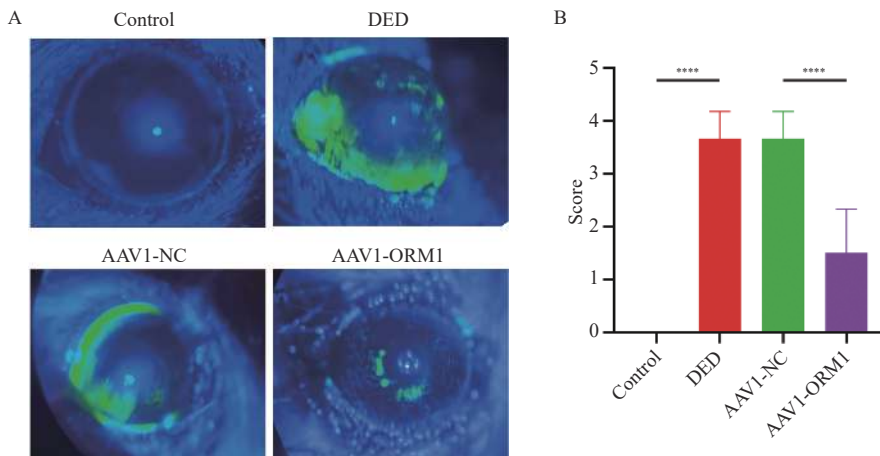 A
Control
DED
AAV1-NC
AAV1-ORM1
B
****
****
Score
5
4
3
2
1
0
Control
DED
AAV1-NC
AAV1-ORM1